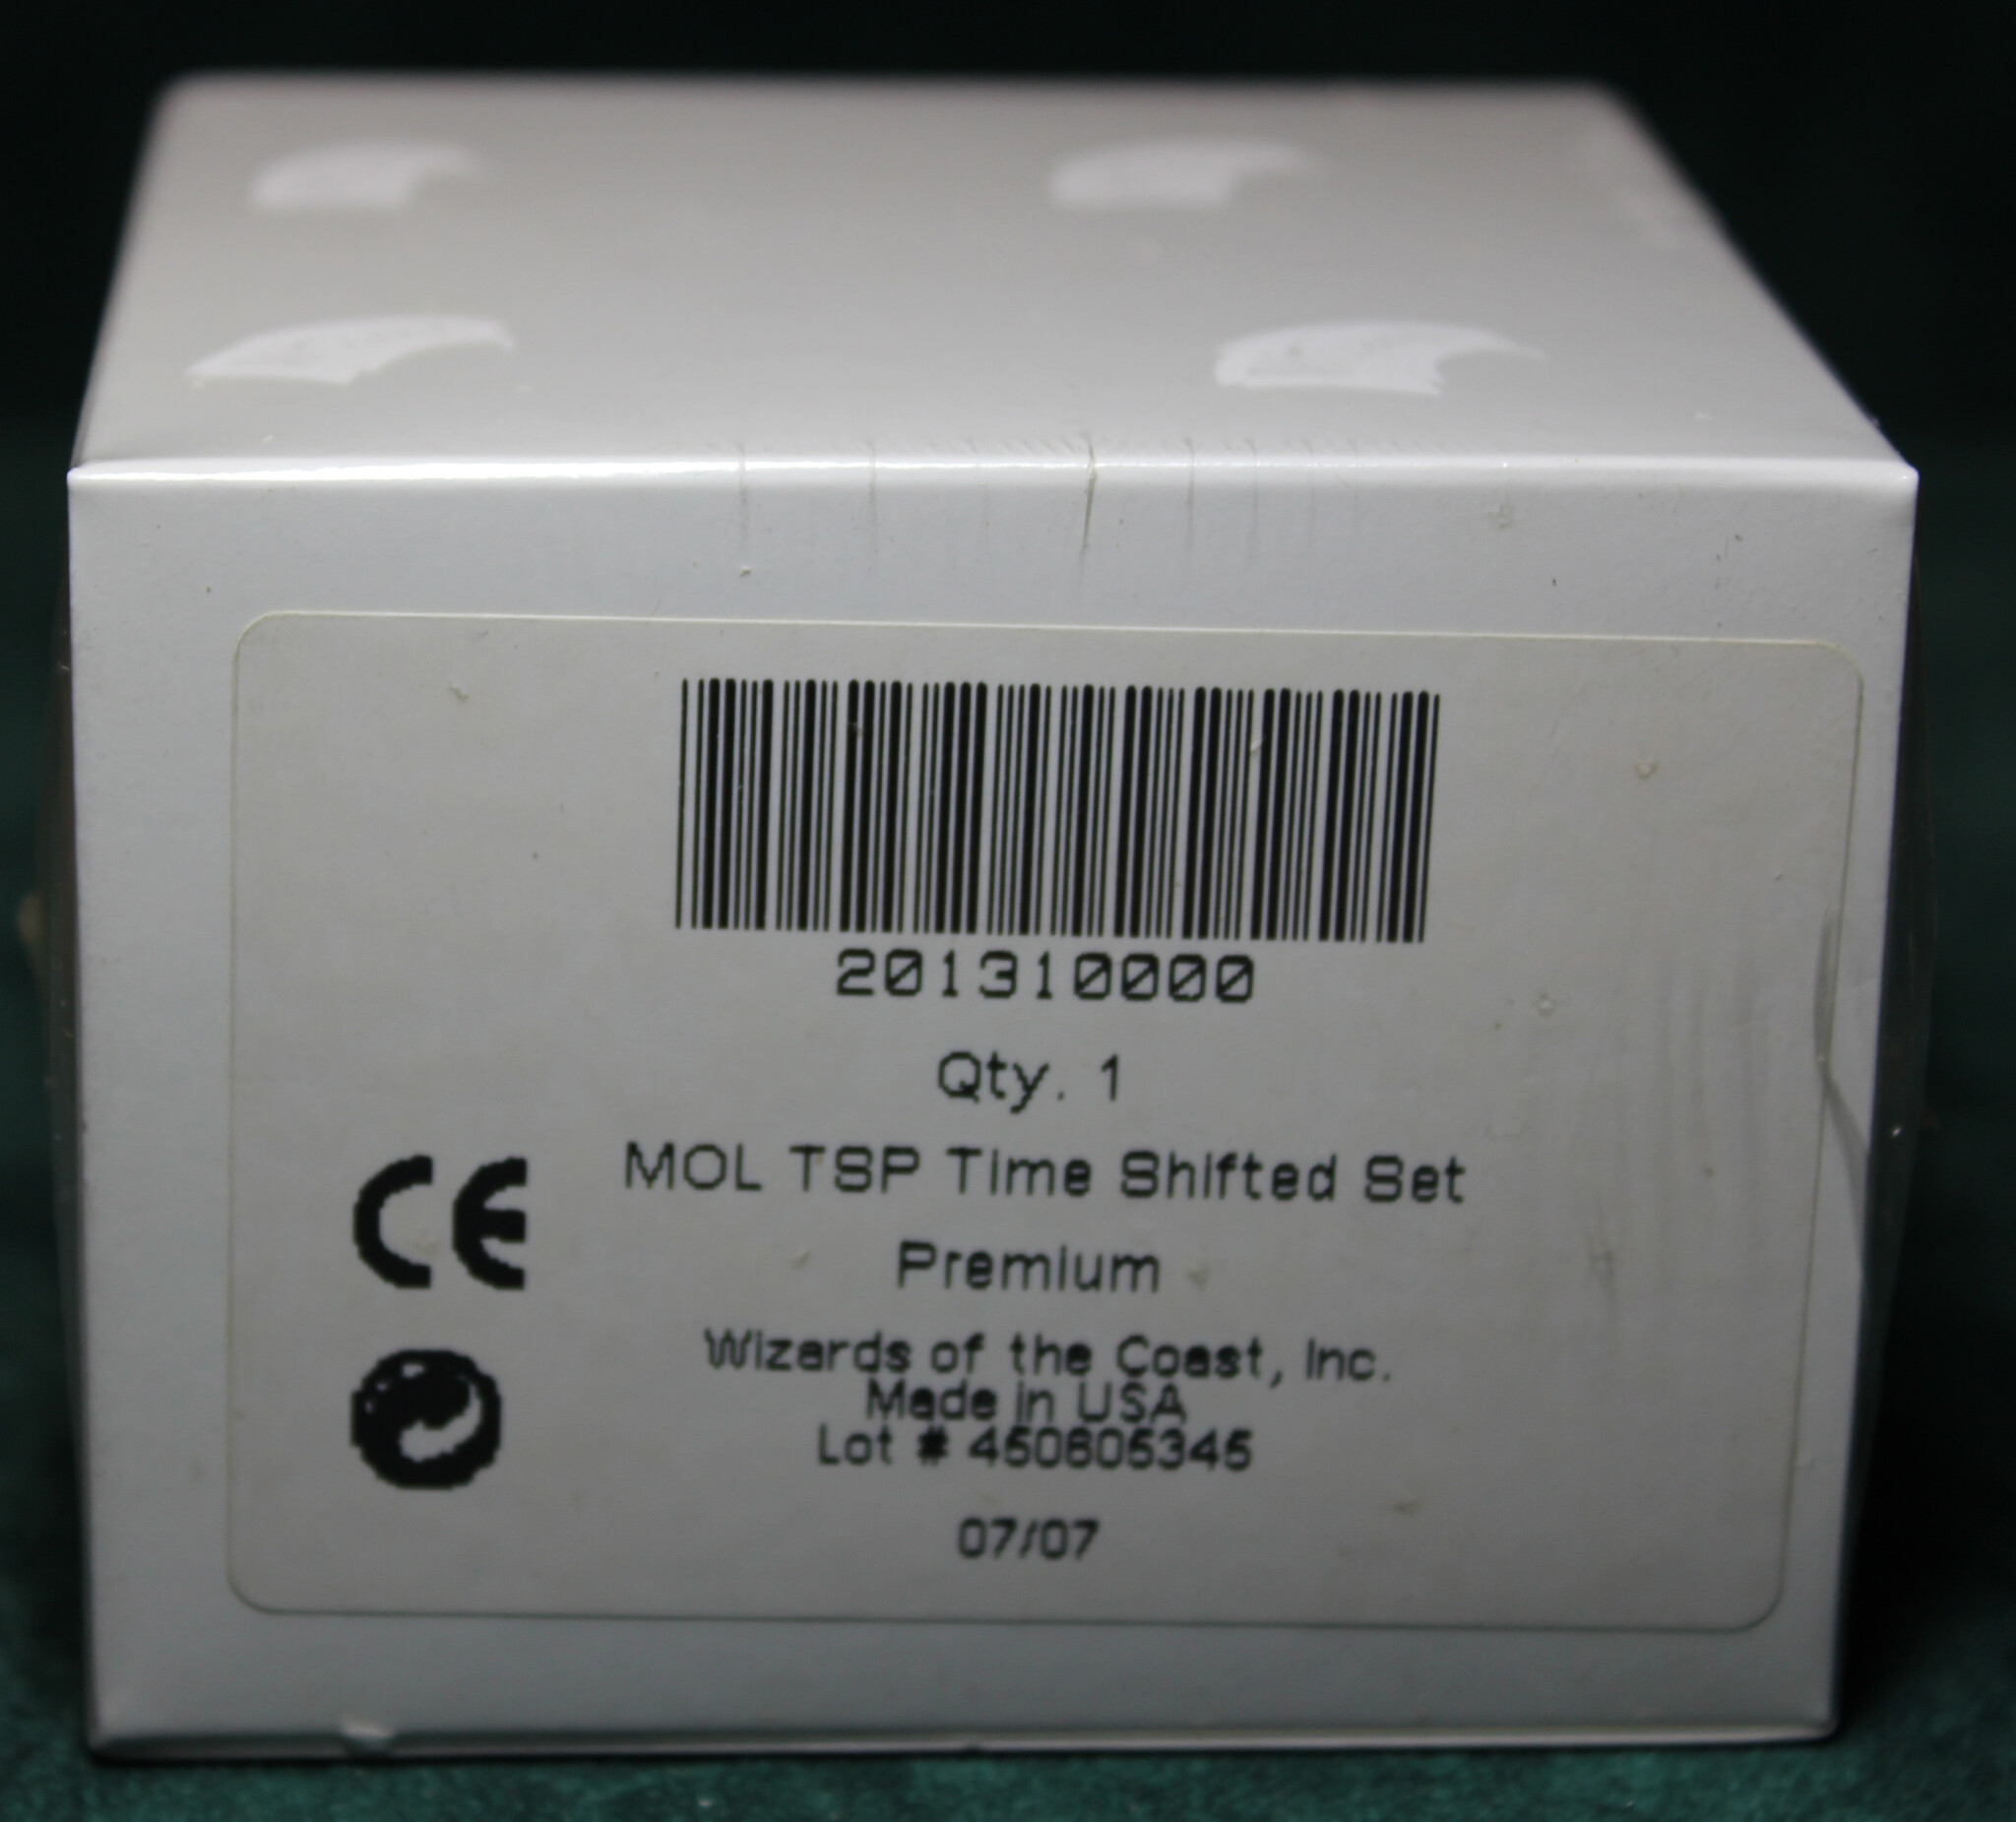 201310000
Qty. 1
CE
MOL TSP Time Shifted Set
Premium
Wizards of the Coast, Inc.
Made in USA
Lot # 450605345
07/07